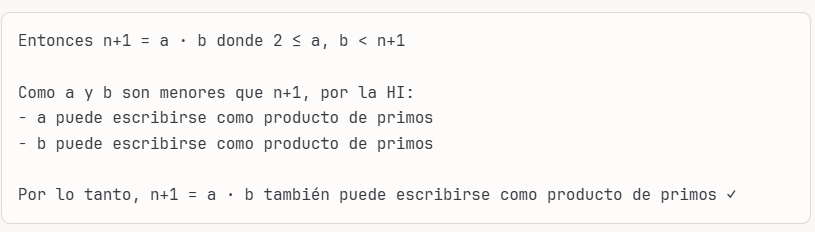 Entonces n+1 = a · b donde 2 ≤ a, b < n+1
Como a y b son menores que n+1, por la HI:
- a puede escribirse como producto de primos
- b puede escribirse como producto de primos
Por lo tanto, n+1 = a · b también puede escribirse como producto de primos ✓